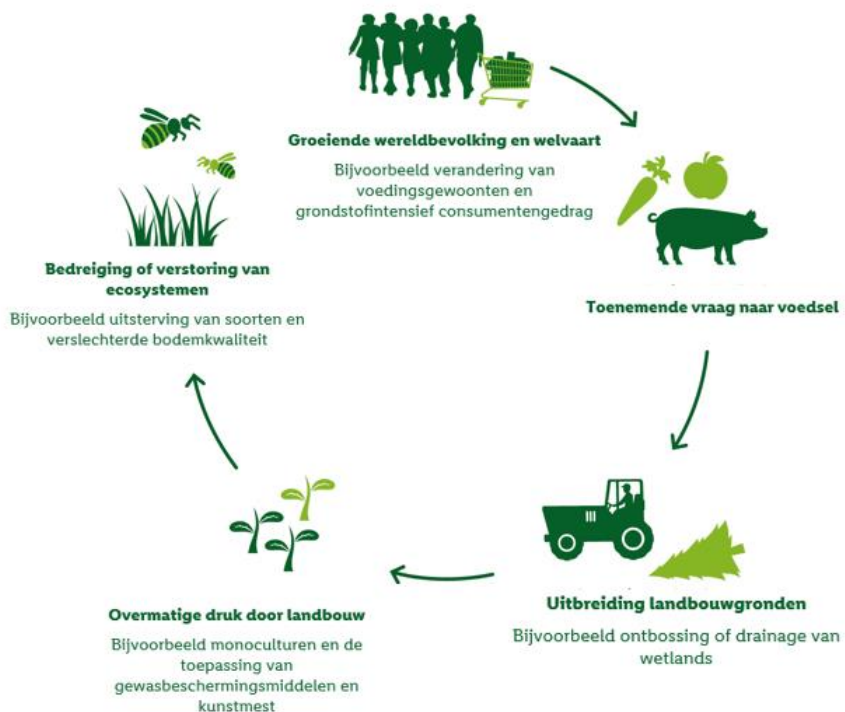 Groeiende wereldbevolking en welvaart
Bijvoorbeeld verandering van
voedingsgewoonten en
grondstofintensief consumentengedrag
Toenemende vraag naar voedsel
Uitbreiding landbouwgronden
Bijvoorbeeld ontbossing of drainage van
wetlands
Overmatige druk door landbouw
Bijvoorbeeld monoculturen en de
toepassing van
gewasbeschermingsmiddelen en
kunstmest
Bedreiging of verstoring van
ecosystemen
Bijvoorbeeld uitsterving van soorten en
verslechterde bodemkwaliteit